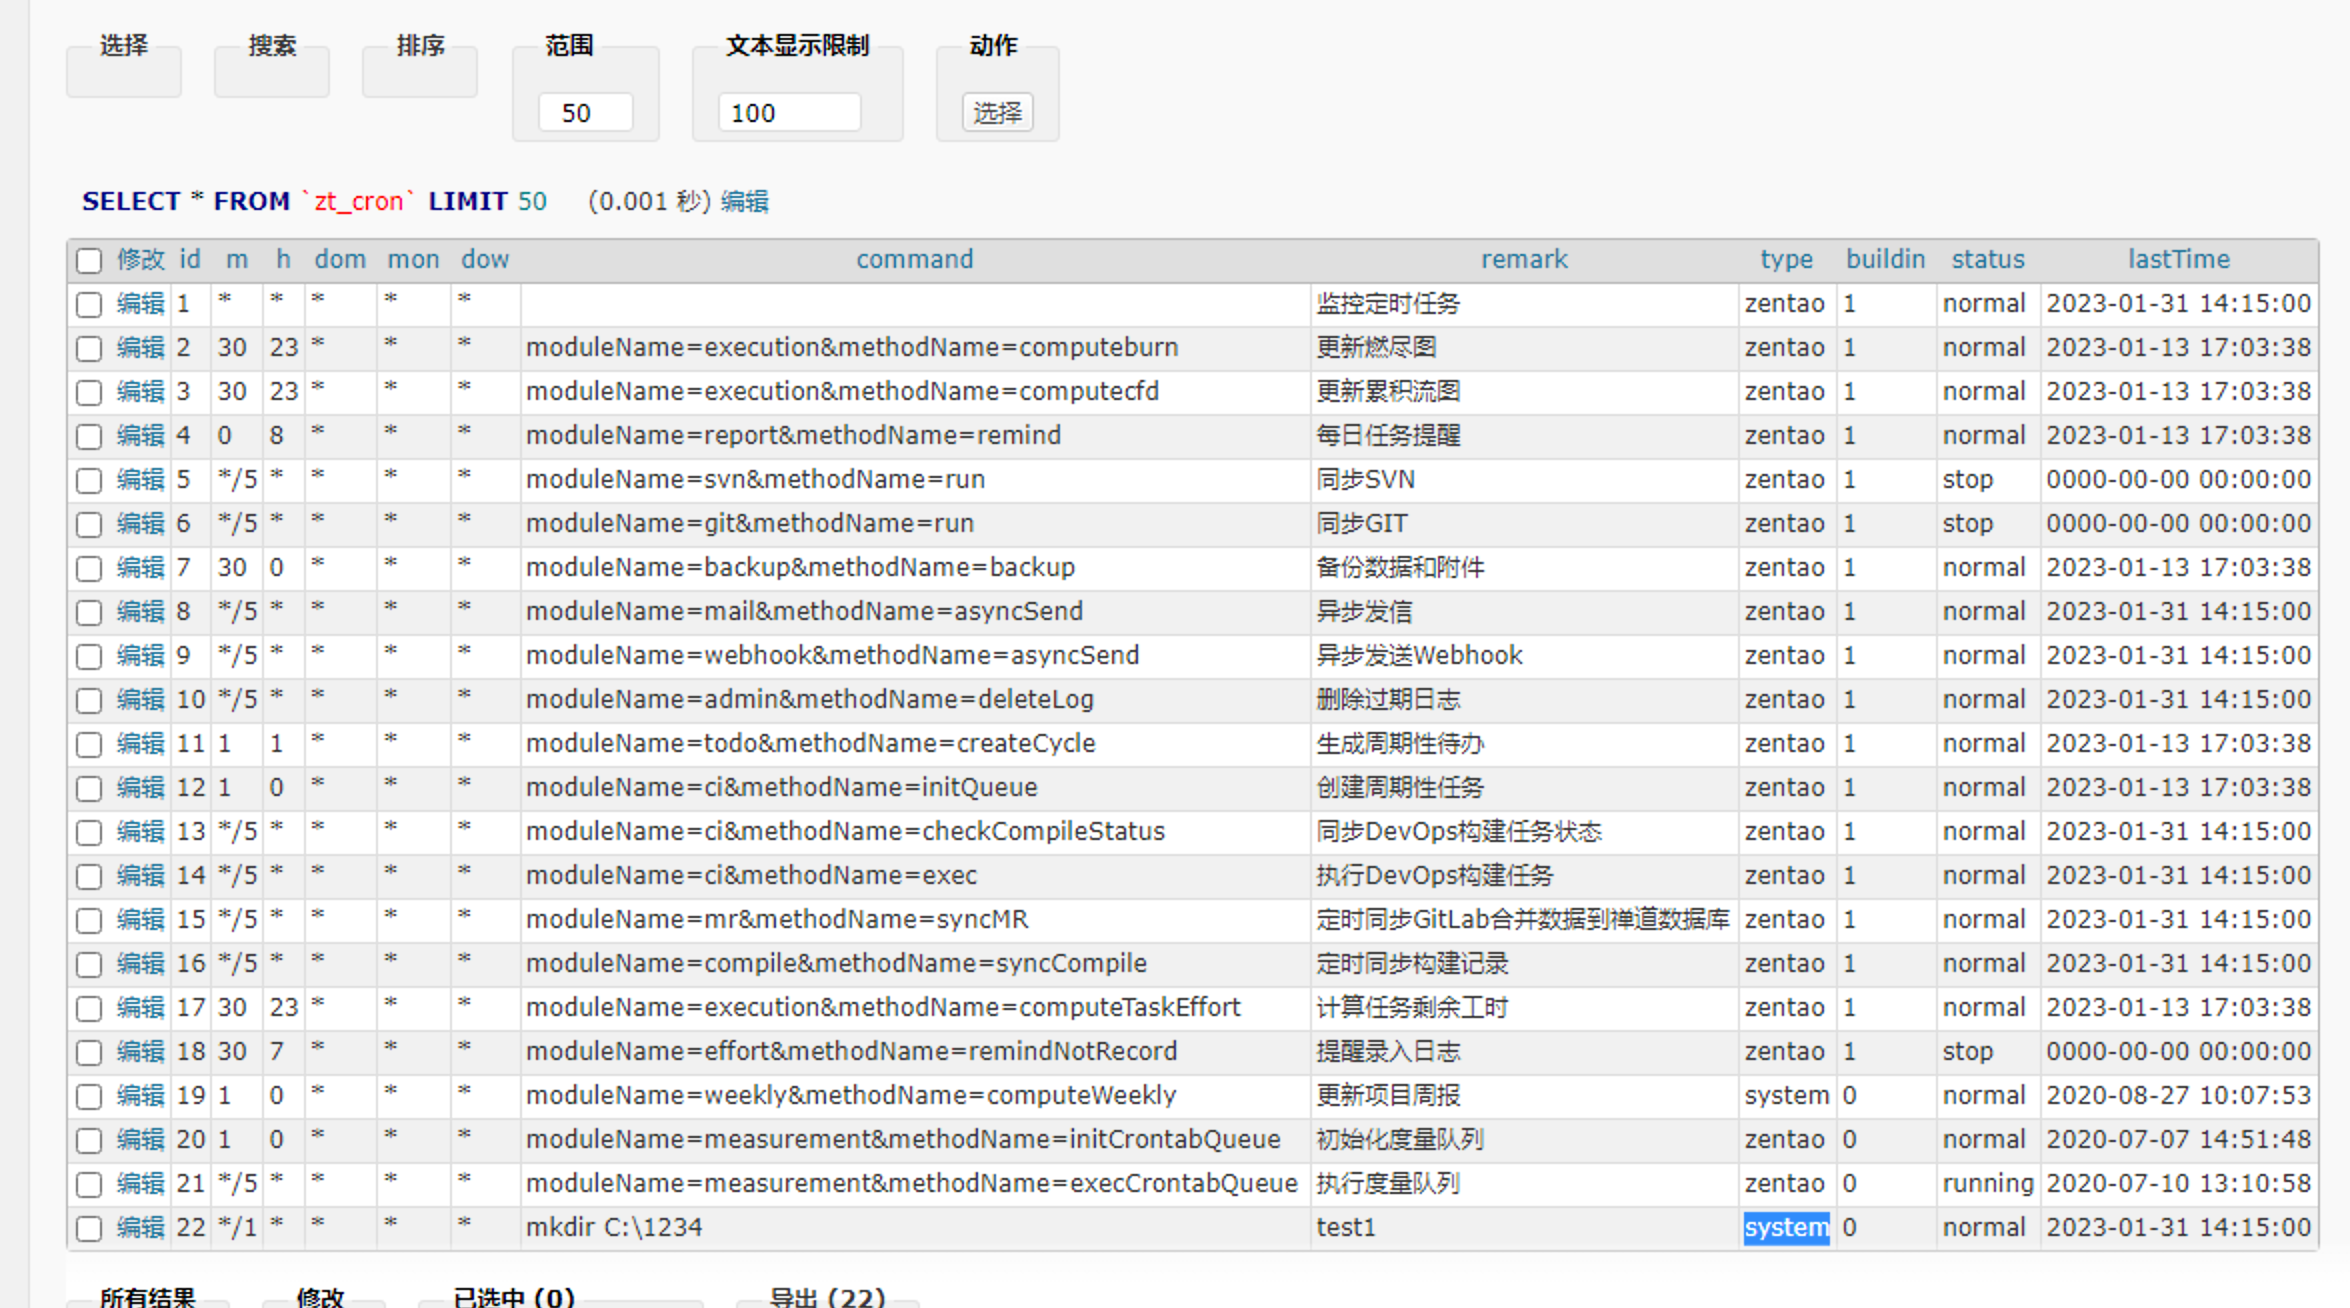 选择 搜索 排序 范围 文本显示限制 动作
50 100 选择
SELECT * FROM `zt_cron` LIMIT 50 (0.001 秒) 编辑
修改 id m h dom mon dow command remark type buildin status lastTime
编辑 1 * * * * * 监控定时任务 zentao 1 normal 2023-01-31 14:15:00
编辑 2 30 23 * * * moduleName=execution&methodName=computeburn 更新燃尽图 zentao 1 normal 2023-01-13 17:03:38
编辑 3 30 23 * * * moduleName=execution&methodName=computecfd 更新累积流图 zentao 1 normal 2023-01-13 17:03:38
编辑 4 0 8 * * * moduleName=report&methodName=remind 每日任务提醒 zentao 1 normal 2023-01-13 17:03:38
编辑 5 */5 * * * * moduleName=svn&methodName=run 同步SVN zentao 1 stop 0000-00-00 00:00:00
编辑 6 */5 * * * * moduleName=git&methodName=run 同步GIT zentao 1 stop 0000-00-00 00:00:00
编辑 7 30 0 * * * moduleName=backup&methodName=backup 备份数据和附件 zentao 1 normal 2023-01-13 17:03:38
编辑 8 */5 * * * * moduleName=mail&methodName=asyncSend 异步发信 zentao 1 normal 2023-01-31 14:15:00
编辑 9 */5 * * * * moduleName=webhook&methodName=asyncSend 异步发送Webhook zentao 1 normal 2023-01-31 14:15:00
编辑 10 */5 * * * * moduleName=admin&methodName=deleteLog 删除过期日志 zentao 1 normal 2023-01-31 14:15:00
编辑 11 1 1 * * * moduleName=todo&methodName=createCycle 生成周期性待办 zentao 1 normal 2023-01-13 17:03:38
编辑 12 1 0 * * * moduleName=ci&methodName=initQueue 创建周期性任务 zentao 1 normal 2023-01-13 17:03:38
编辑 13 */5 * * * * moduleName=ci&methodName=checkCompileStatus 同步DevOps构建任务状态 zentao 1 normal 2023-01-31 14:15:00
编辑 14 */5 * * * * moduleName=ci&methodName=exec 执行DevOps构建任务 zentao 1 normal 2023-01-31 14:15:00
编辑 15 */5 * * * * moduleName=mr&methodName=syncMR 定时同步GitLab合并数据到禅道数据库 zentao 1 normal 2023-01-31 14:15:00
编辑 16 */5 * * * * moduleName=compile&methodName=syncCompile 定时同步构建记录 zentao 1 normal 2023-01-31 14:15:00
编辑 17 30 23 * * * moduleName=execution&methodName=computeTaskEffort 计算任务剩余工时 zentao 1 normal 2023-01-13 17:03:38
编辑 18 30 7 * * * moduleName=effort&methodName=remindNotRecord 提醒录入日志 zentao 1 stop 0000-00-00 00:00:00
编辑 19 1 0 * * * moduleName=weekly&methodName=computeWeekly 更新项目周报 system 0 normal 2020-08-27 10:07:53
编辑 20 1 0 * * * moduleName=measurement&methodName=initCrontabQueue 初始化度量队列 zentao 0 normal 2020-07-07 14:51:48
编辑 21 */5 * * * * moduleName=measurement&methodName=execCrontabQueue 执行度量队列 zentao 0 running 2020-07-10 13:10:58
编辑 22 */1 * * * * mkdir C:\1234 test1 system 0 normal 2023-01-31 14:15:00
所有结果 修改 已选中 (0) 导出 (22)